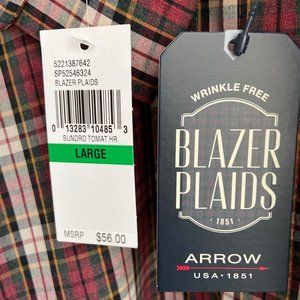 5221387642
SP52546324
BLAZER PLAIDS
0 13283 10485 3
SUNDRD TOMAT HR
LARGE
MSRP $56.00
WRINKLE FREE
BLAZER
PLAIDS
· 1851 ·
ARROW
USA · 1851